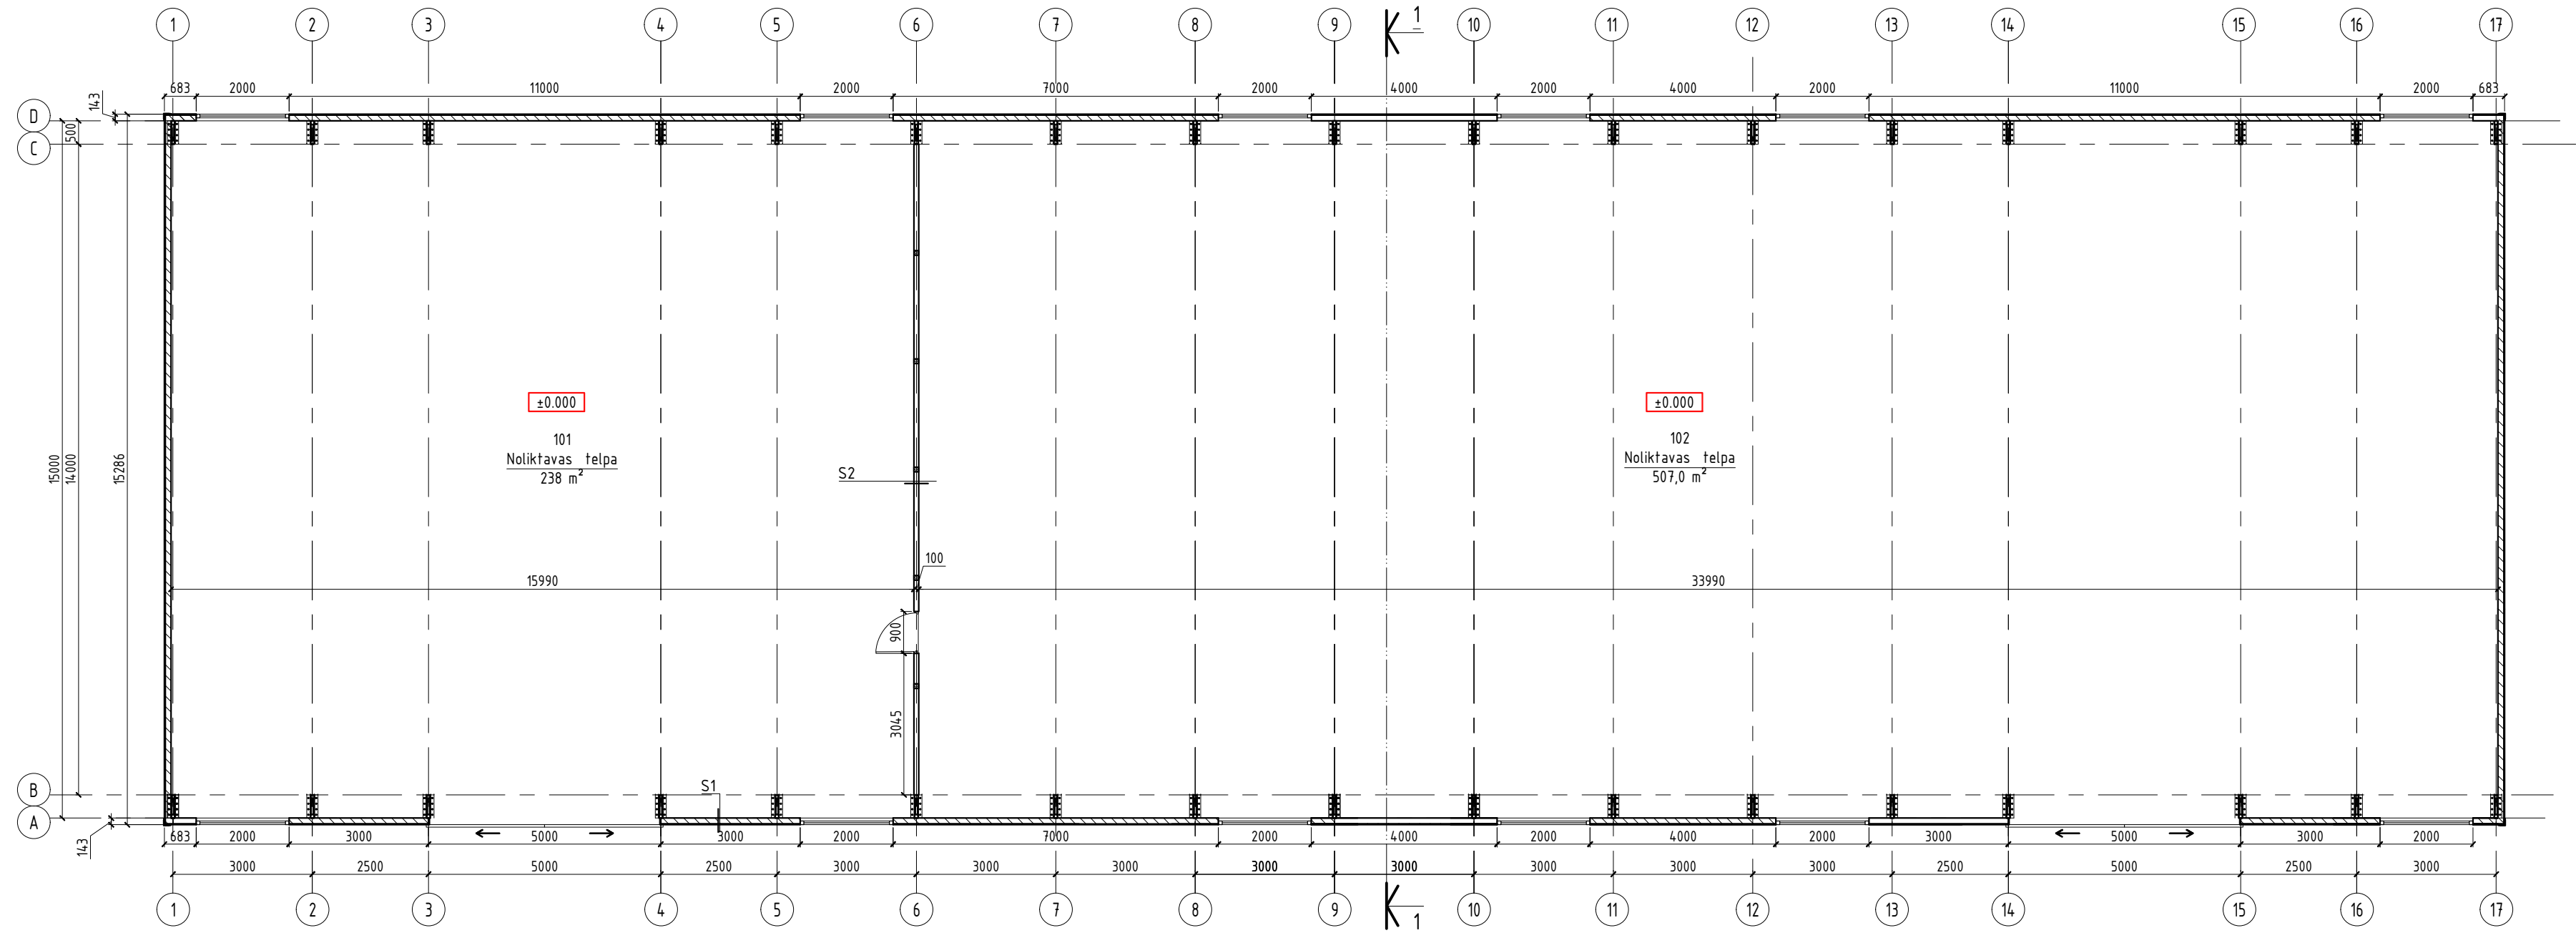 1 2 3 4 5 6 7 8 9 1 10 11 12 13 14 15 16 17
683 2000 11000 2000 7000 2000 4000 2000 4000 2000 11000 2000 683
143
D
500
C
±0.000 ±0.000
101 102
Noliktavas telpa Noliktavas telpa
238 m² 507,0 m²
15000
14000
15286
S2
100
15990 33990
900
3045
B
S1
A
143
683 2000 3000 5000 3000 2000 7000 2000 4000 2000 4000 2000 3000 5000 3000 2000
3000 2500 5000 2500 3000 3000 3000 3000 3000 3000 3000 3000 2500 5000 2500 3000
1 2 3 4 5 6 7 8 9 1 10 11 12 13 14 15 16 17